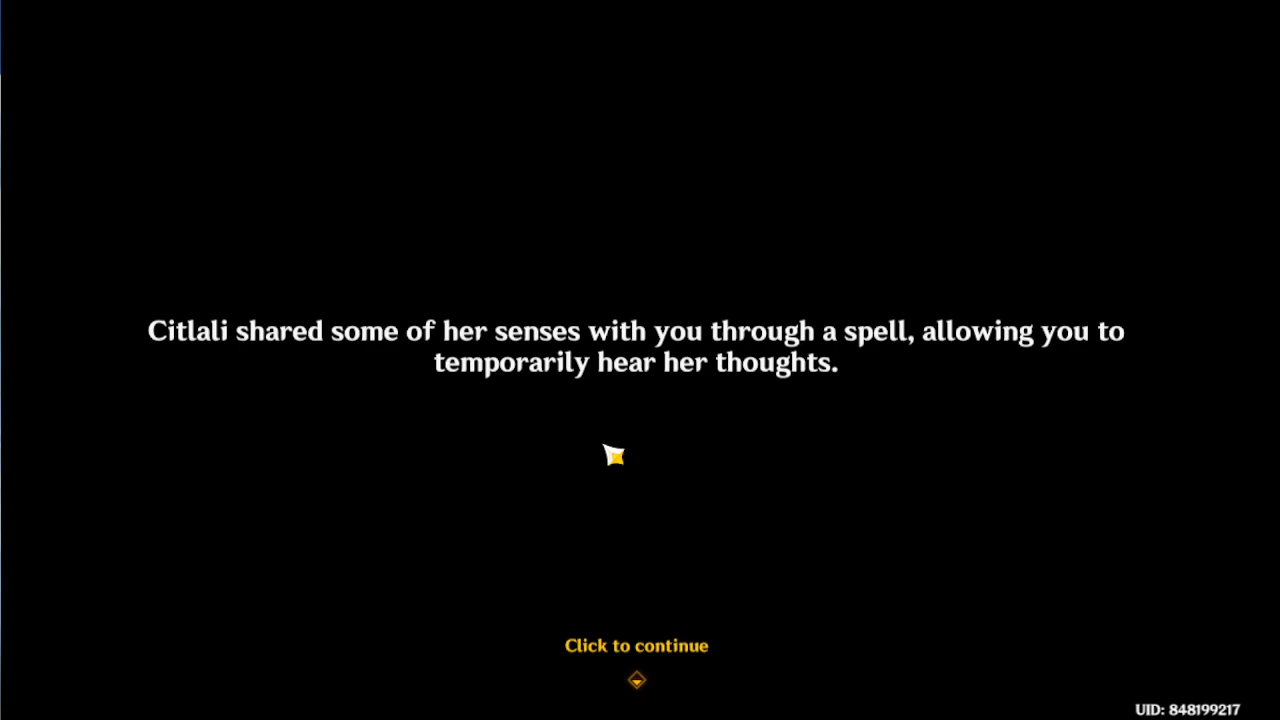 Citlali shared some of her senses with you through a spell, allowing you to
temporarily hear her thoughts.
Click to continue
UID: 848199217